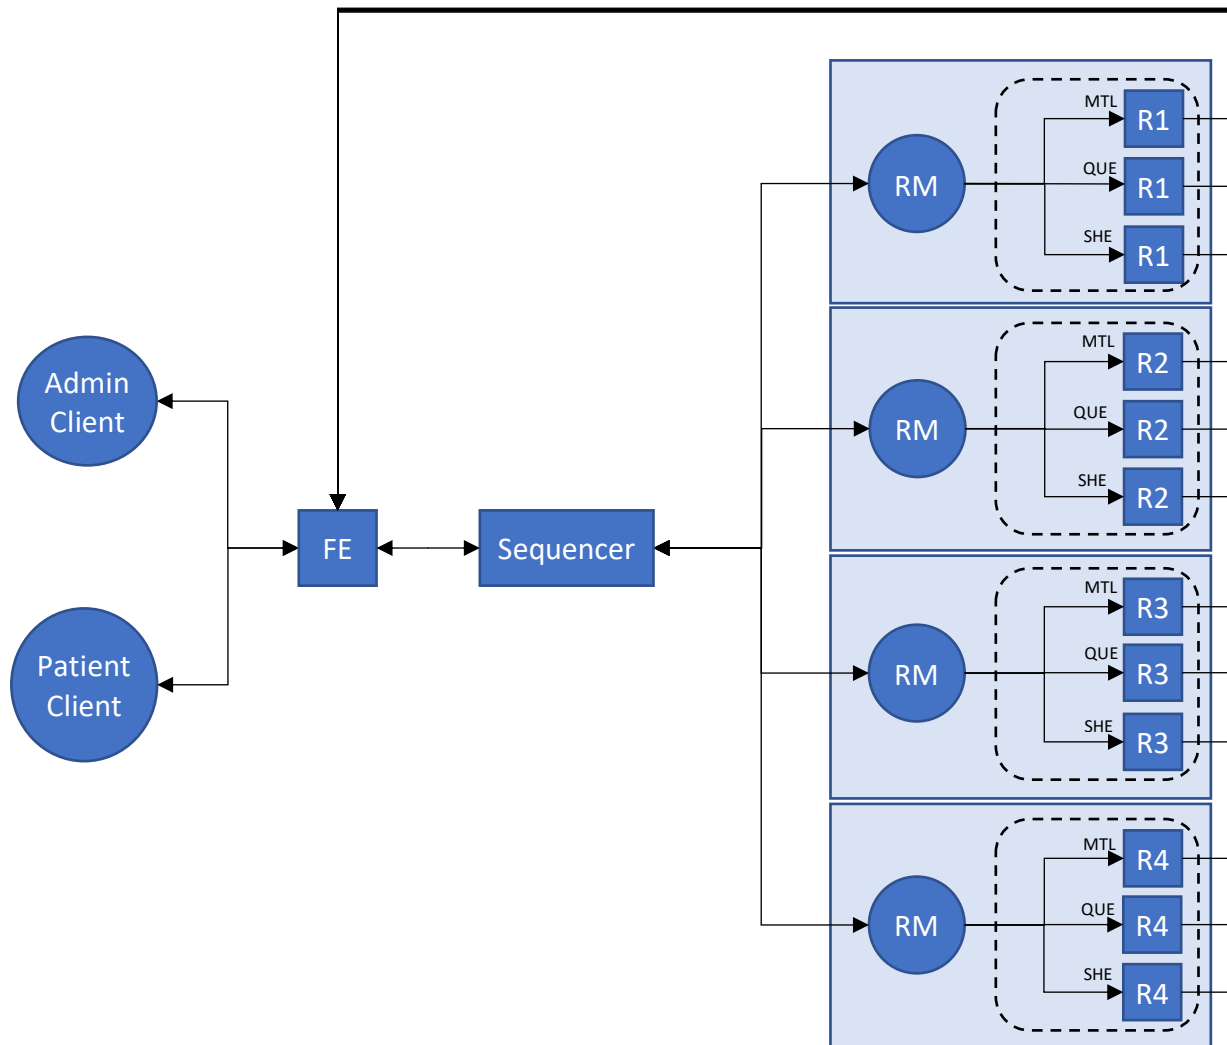 Admin
Client
Patient
Client
FE
Sequencer
RM
MTL
R1
QUE
R1
SHE
R1
RM
MTL
R2
QUE
R2
SHE
R2
RM
MTL
R3
QUE
R3
SHE
R3
RM
MTL
R4
QUE
R4
SHE
R4